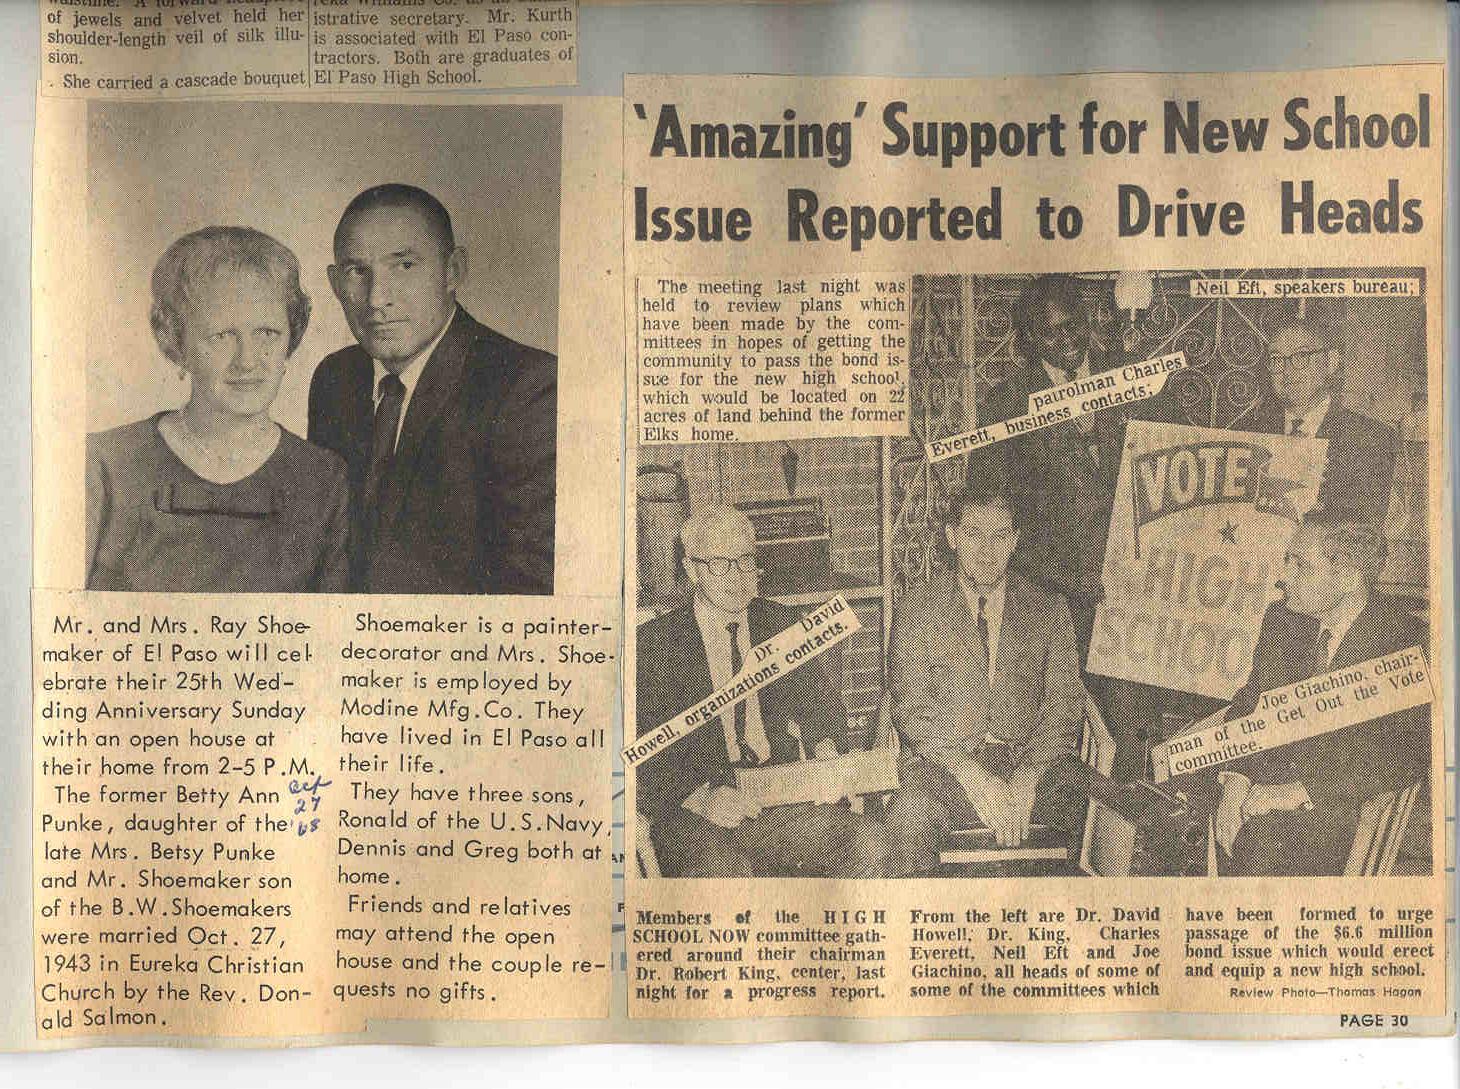 of jewels and velvet held her
shoulder-length veil of silk illu-
sion.
She carried a cascade bouquet
istrative secretary. Mr. Kurth
is associated with El Paso con-
tractors. Both are graduates of
El Paso High School.
Mr. and Mrs. Ray Shoe-
maker of El Paso will cel-
ebrate their 25th Wed-
ding Anniversary Sunday
with an open house at
their home from 2-5 P.M.
The former Betty Ann
Punke, daughter of the
late Mrs. Betsy Punke
and Mr. Shoemaker son
of the B.W.Shoemakers
were married Oct. 27,
1943 in Eureka Christian
Church by the Rev. Don-
ald Salmon.
Oct
27
'68
Shoemaker is a painter-
decorator and Mrs. Shoe-
maker is employed by
Modine Mfg.Co. They
have lived in El Paso all
their life.
They have three sons,
Ronald of the U.S.Navy,
Dennis and Greg both at
home.
Friends and relatives
may attend the open
house and the couple re-
quests no gifts.
'Amazing' Support for New School
Issue Reported to Drive Heads
The meeting last night was
held to review plans which
have been made by the com-
mittees in hopes of getting the
community to pass the bond is-
sue for the new high school,
which would be located on 22
acres of land behind the former
Elks home.
Neil Eft, speakers bureau;
patrolman Charles
Everett, business contacts;
VOTE
HIGH
SCHOOL
Dr. David
Howell, organizations contacts.
Joe Giachino, chair-
man of the Get Out the Vote
committee.
Members of the HIGH
SCHOOL NOW committee gath-
ered around their chairman
Dr. Robert King, center, last
night for a progress report.
From the left are Dr. David
Howell, Dr. King, Charles
Everett, Neil Eft and Joe
Giachino, all heads of some of
some of the committees which
have been formed to urge
passage of the $6.6 million
bond issue which would erect
and equip a new high school.
Review Photo—Thomas Hagan
PAGE 30